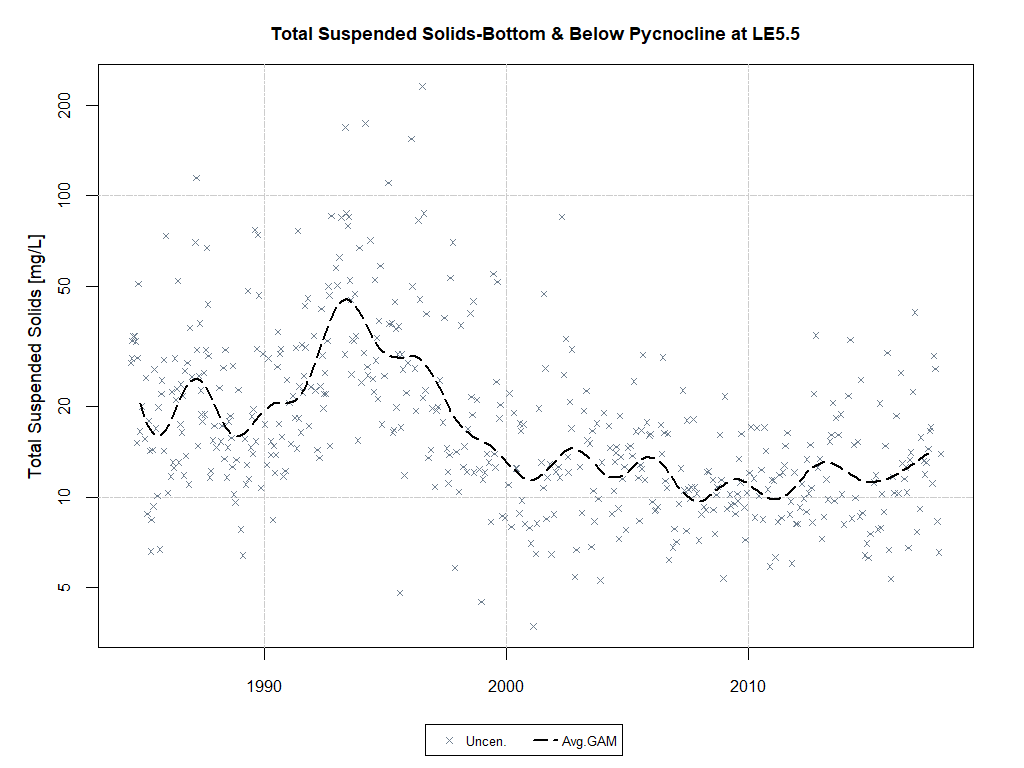 Total Suspended Solids-Bottom & Below Pycnocline at LE5.5
Total Suspended Solids [mg/L]
200
100
50
20
10
5
1990 2000 2010
Uncen. Avg.GAM